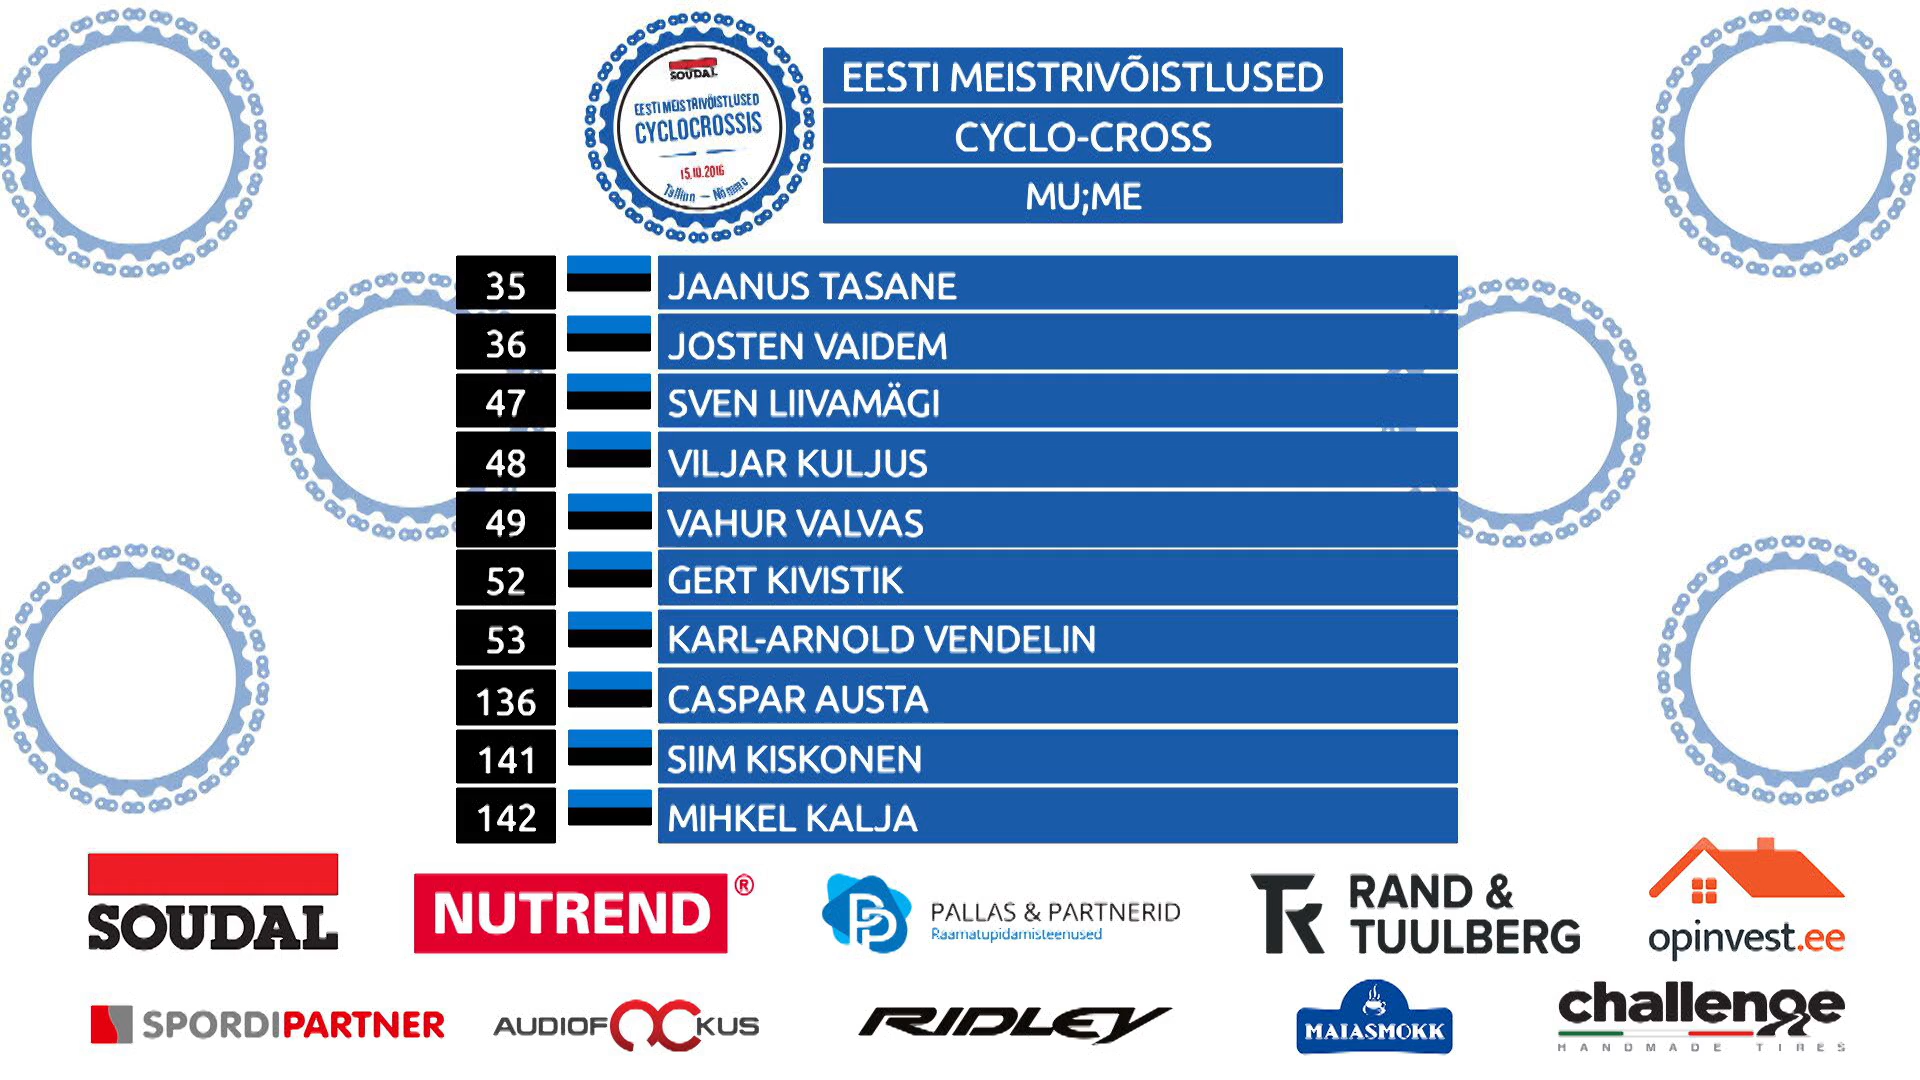 SOUDAL
EESTI MEISTRIVÕISTLUSED
CYCLOCROSSIS
15.10.2016
Tallinn – Nõmme
EESTI MEISTRIVÕISTLUSED
CYCLO-CROSS
MU;ME
35 JAANUS TASANE
36 JOSTEN VAIDEM
47 SVEN LIIVAMÄGI
48 VILJAR KULJUS
49 VAHUR VALVAS
52 GERT KIVISTIK
53 KARL-ARNOLD VENDELIN
136 CASPAR AUSTA
141 SIIM KISKONEN
142 MIHKEL KALJA
SOUDAL
NUTREND®
PALLAS & PARTNERID
Raamatupidamisteenused
RAND &
TUULBERG
opinvest.ee
SPORDIPARTNER
AUDIOFOOKUS
RIDLEY
MAIASMOKK
challenge
HANDMADE TIRES